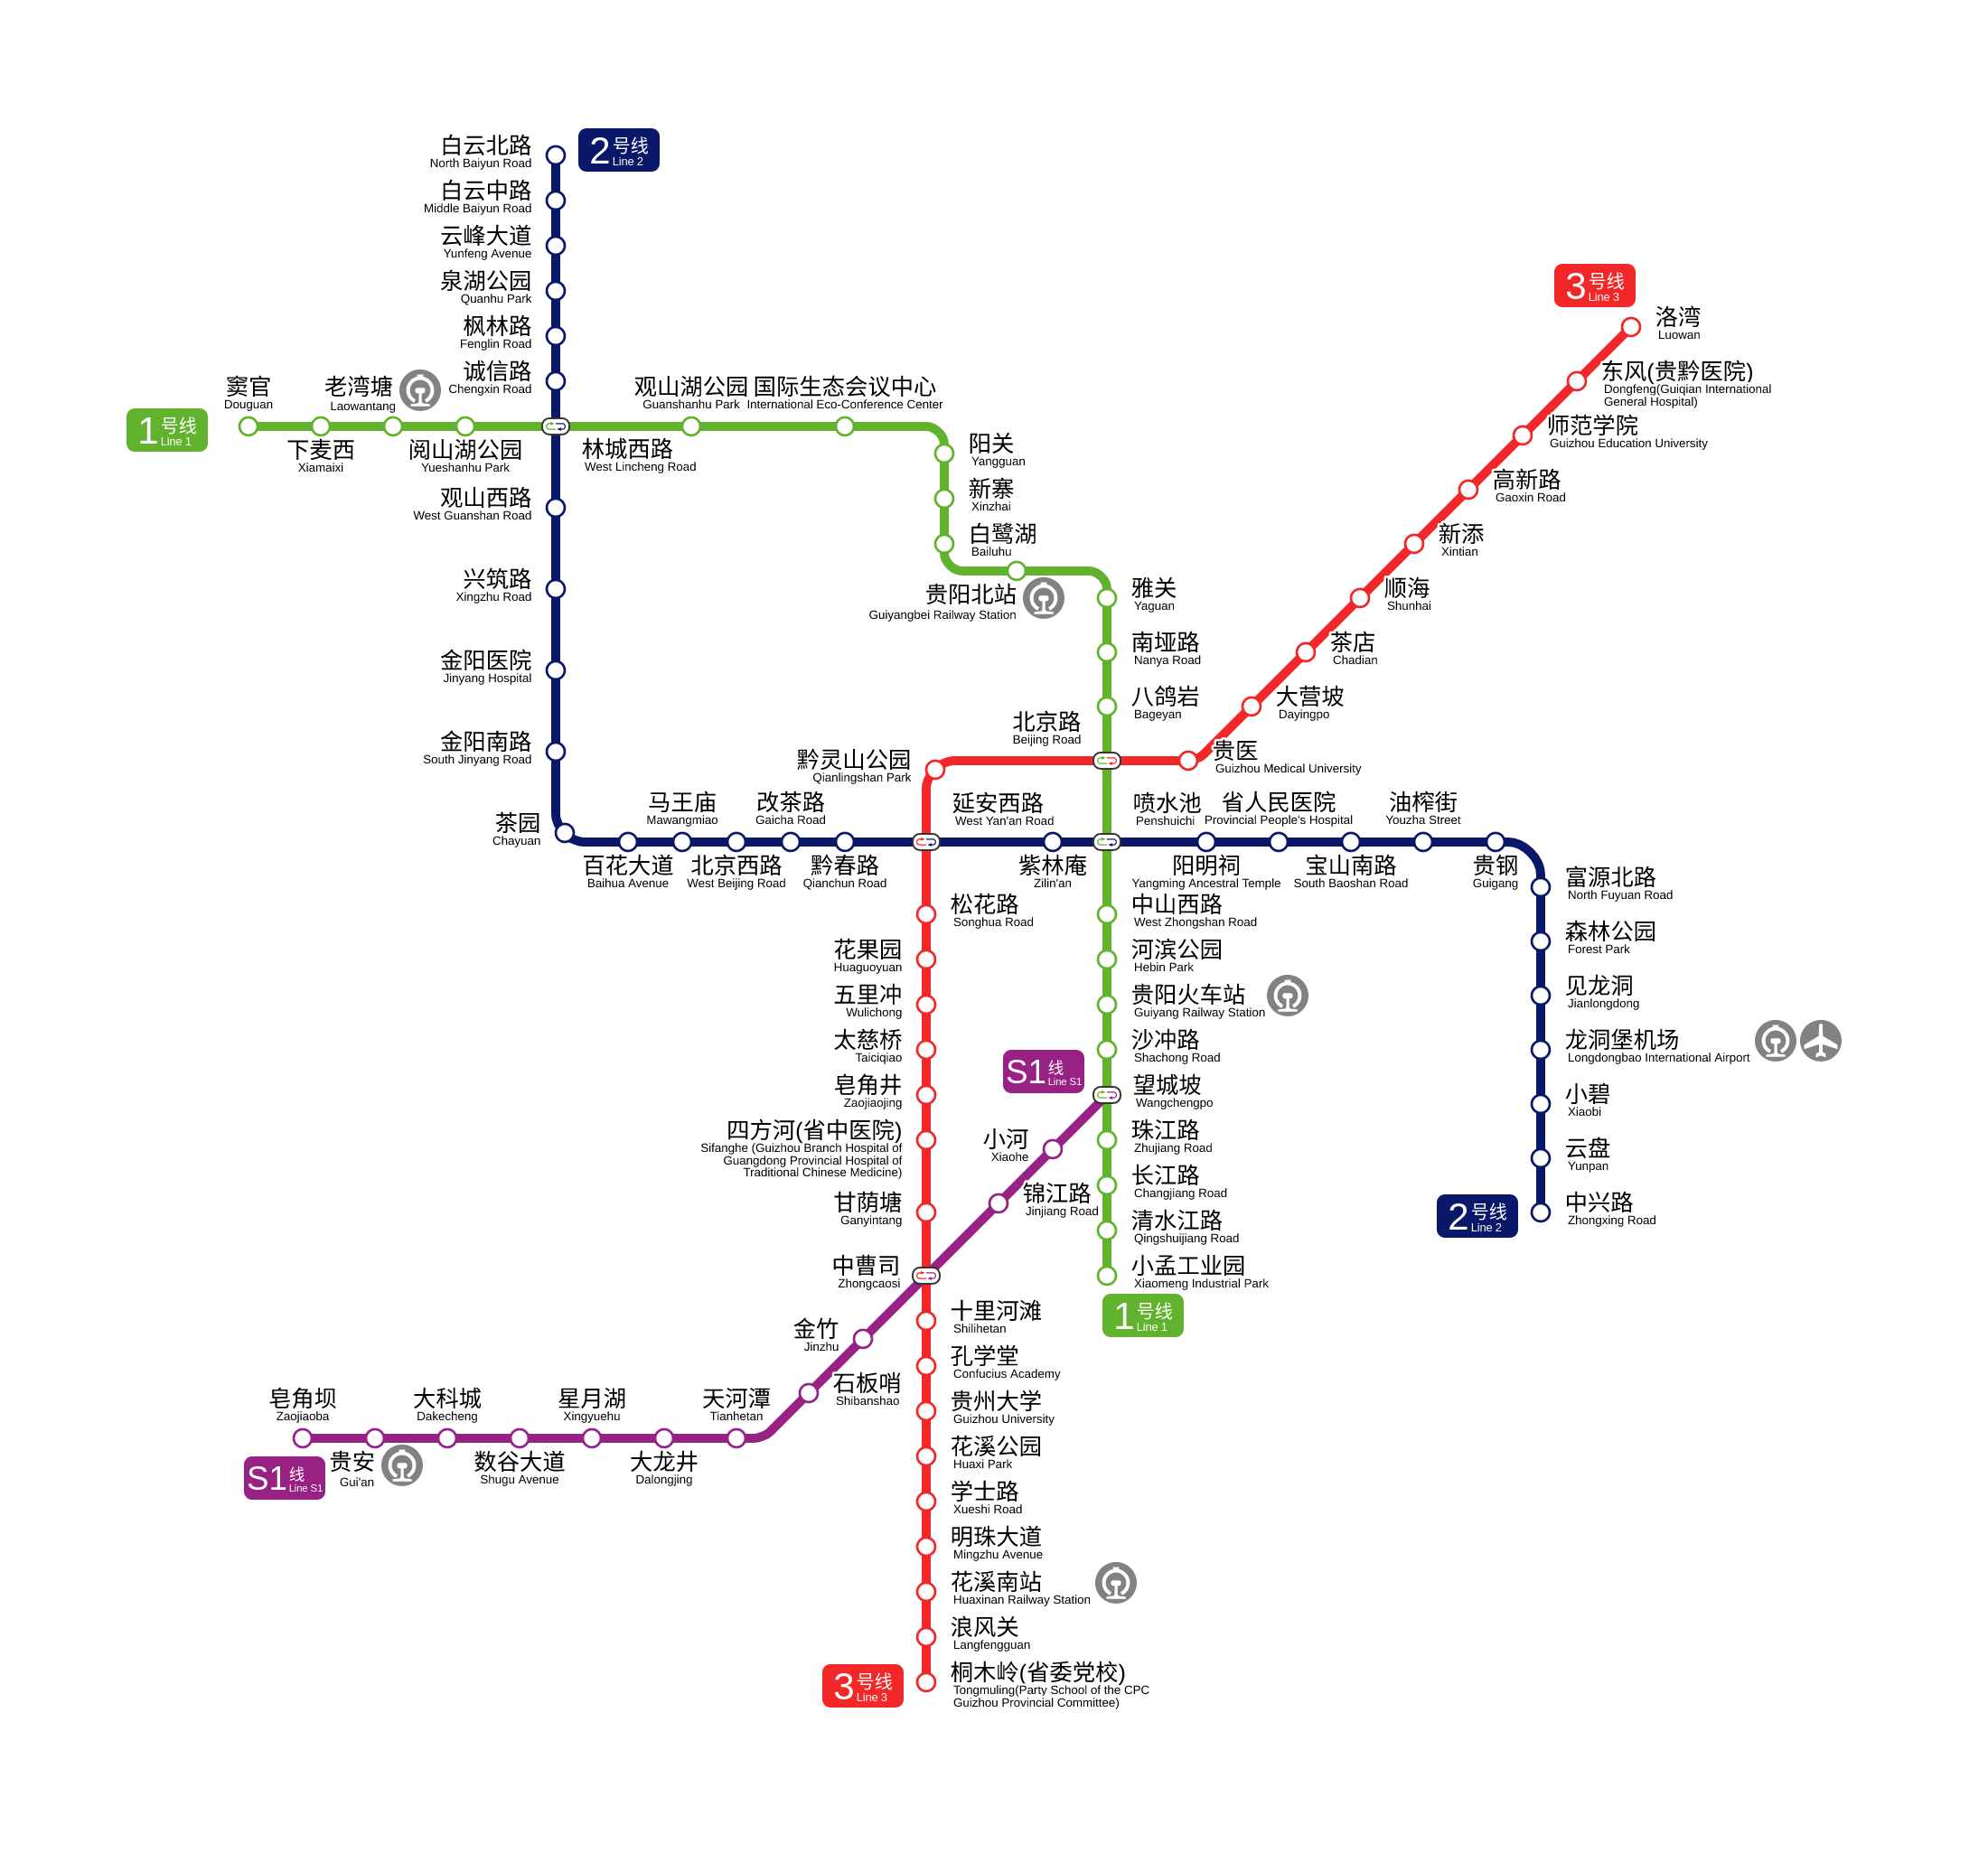 白云北路
North Baiyun Road
2 号线
Line 2
白云中路
Middle Baiyun Road
云峰大道
Yunfeng Avenue
泉湖公园
Quanhu Park
枫林路
Fenglin Road
诚信路
Chengxin Road
3 号线
Line 3
洛湾
Luowan
东风(贵黔医院)
Dongfeng(Guiqian International
General Hospital)
师范学院
Guizhou Education University
高新路
Gaoxin Road
新添
Xintian
顺海
Shunhai
茶店
Chadian
大营坡
Dayingpo
贵医
Guizhou Medical University
1 号线
Line 1
窦官
Douguan
老湾塘
Laowantang
下麦西
Xiamaixi
阅山湖公园
Yueshanhu Park
林城西路
West Lincheng Road
观山湖公园
Guanshanhu Park
国际生态会议中心
International Eco-Conference Center
阳关
Yangguan
新寨
Xinzhai
白鹭湖
Bailuhu
贵阳北站
Guiyangbei Railway Station
雅关
Yaguan
南垭路
Nanya Road
八鸽岩
Bageyan
北京路
Beijing Road
观山西路
West Guanshan Road
兴筑路
Xingzhu Road
金阳医院
Jinyang Hospital
金阳南路
South Jinyang Road
茶园
Chayuan
黔灵山公园
Qianlingshan Park
马王庙
Mawangmiao
改茶路
Gaicha Road
延安西路
West Yan'an Road
喷水池
Penshuichi
省人民医院
Provincial People's Hospital
油榨街
Youzha Street
百花大道
Baihua Avenue
北京西路
West Beijing Road
黔春路
Qianchun Road
紫林庵
Zilin'an
阳明祠
Yangming Ancestral Temple
宝山南路
South Baoshan Road
贵钢
Guigang
富源北路
North Fuyuan Road
森林公园
Forest Park
见龙洞
Jianlongdong
龙洞堡机场
Longdongbao International Airport
小碧
Xiaobi
云盘
Yunpan
中兴路
Zhongxing Road
2 号线
Line 2
松花路
Songhua Road
花果园
Huaguoyuan
五里冲
Wulichong
太慈桥
Taiciqiao
皂角井
Zaojiaojing
四方河(省中医院)
Sifanghe (Guizhou Branch Hospital of
Guangdong Provincial Hospital of
Traditional Chinese Medicine)
甘荫塘
Ganyintang
中曹司
Zhongcaosi
中山西路
West Zhongshan Road
河滨公园
Hebin Park
贵阳火车站
Guiyang Railway Station
沙冲路
Shachong Road
望城坡
Wangchengpo
珠江路
Zhujiang Road
长江路
Changjiang Road
清水江路
Qingshuijiang Road
小孟工业园
Xiaomeng Industrial Park
1 号线
Line 1
S1 线
Line S1
小河
Xiaohe
锦江路
Jinjiang Road
金竹
Jinzhu
石板哨
Shibanshao
皂角坝
Zaojiaoba
大科城
Dakecheng
星月湖
Xingyuehu
天河潭
Tianhetan
S1 线
Line S1
贵安
Gui'an
数谷大道
Shugu Avenue
大龙井
Dalongjing
十里河滩
Shilihetan
孔学堂
Confucius Academy
贵州大学
Guizhou University
花溪公园
Huaxi Park
学士路
Xueshi Road
明珠大道
Mingzhu Avenue
花溪南站
Huaxinan Railway Station
浪风关
Langfengguan
桐木岭(省委党校)
Tongmuling(Party School of the CPC
Guizhou Provincial Committee)
3 号线
Line 3